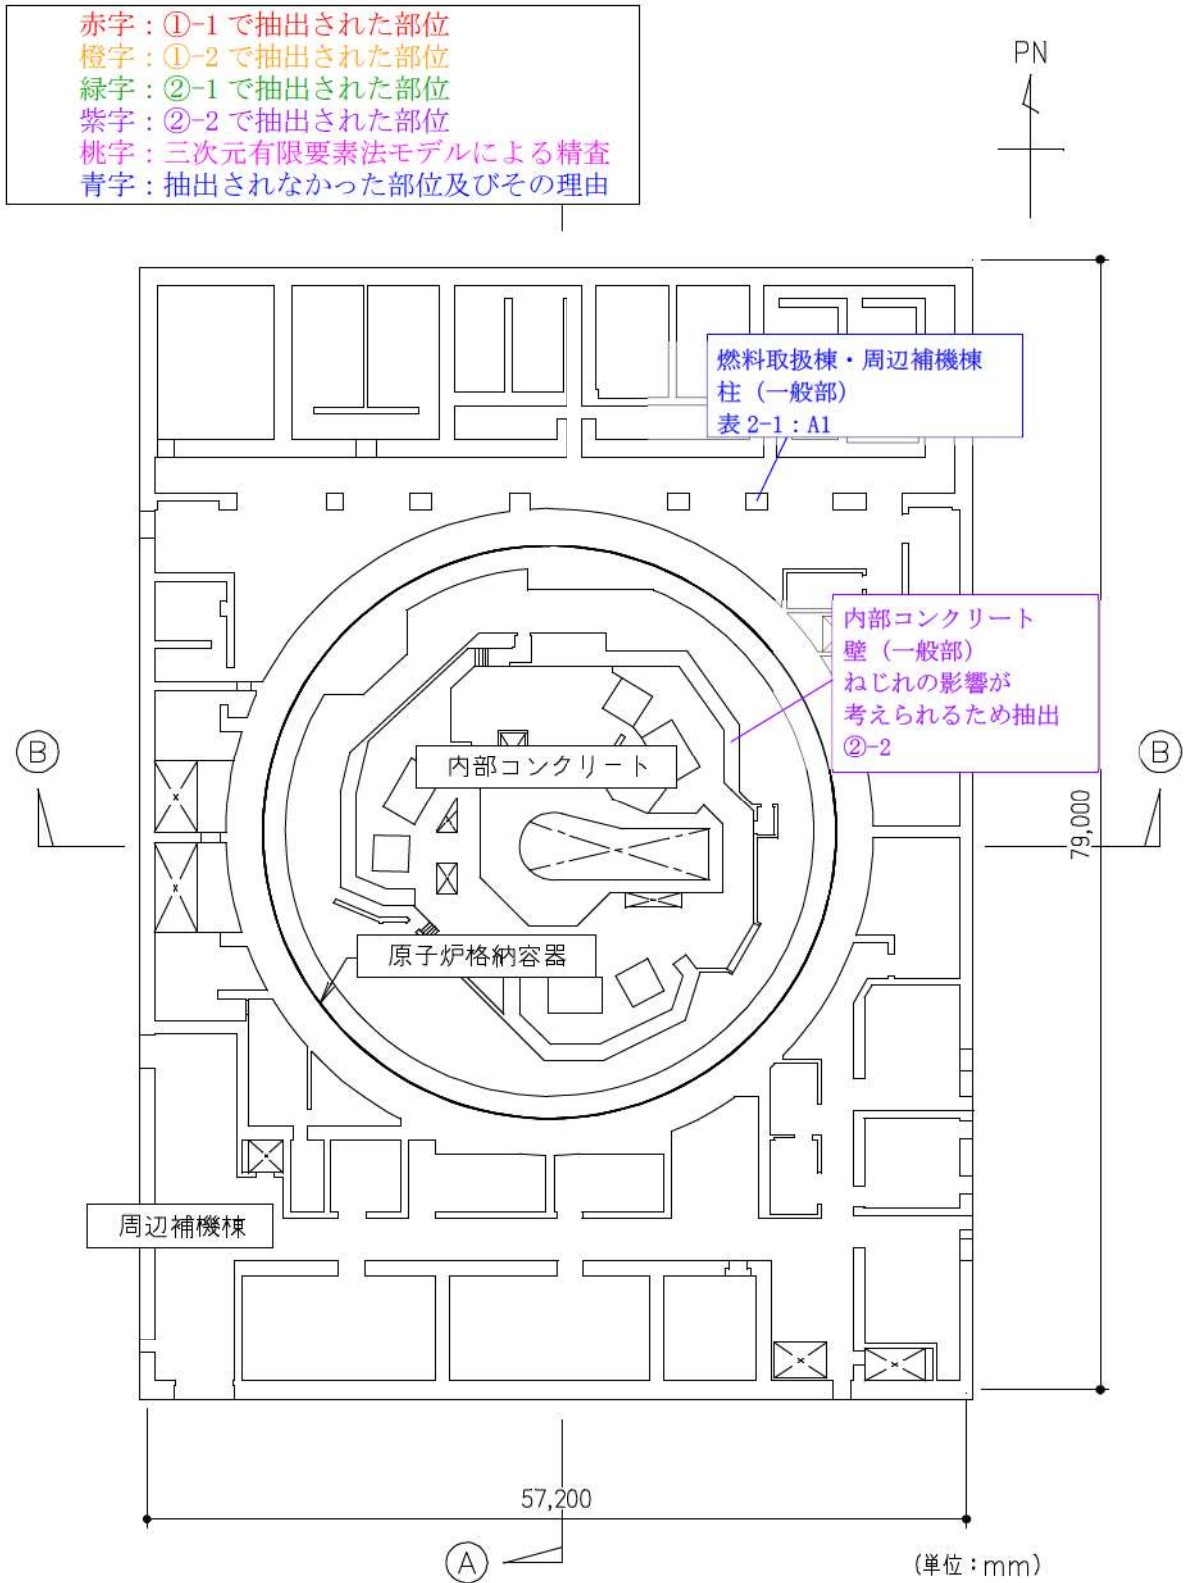 赤字：①-1 で抽出された部位
橙字：①-2 で抽出された部位
緑字：②-1 で抽出された部位
紫字：②-2 で抽出された部位
桃字：三次元有限要素法モデルによる精査
青字：抽出されなかった部位及びその理由
PN
燃料取扱棟・周辺補機棟
柱（一般部）
表 2-1：A1
内部コンクリート
壁（一般部）
ねじれの影響が
考えられるため抽出
②-2
B
B
内部コンクリート
79,000
原子炉格納容器
周辺補機棟
57,200
A
(単位：mm)